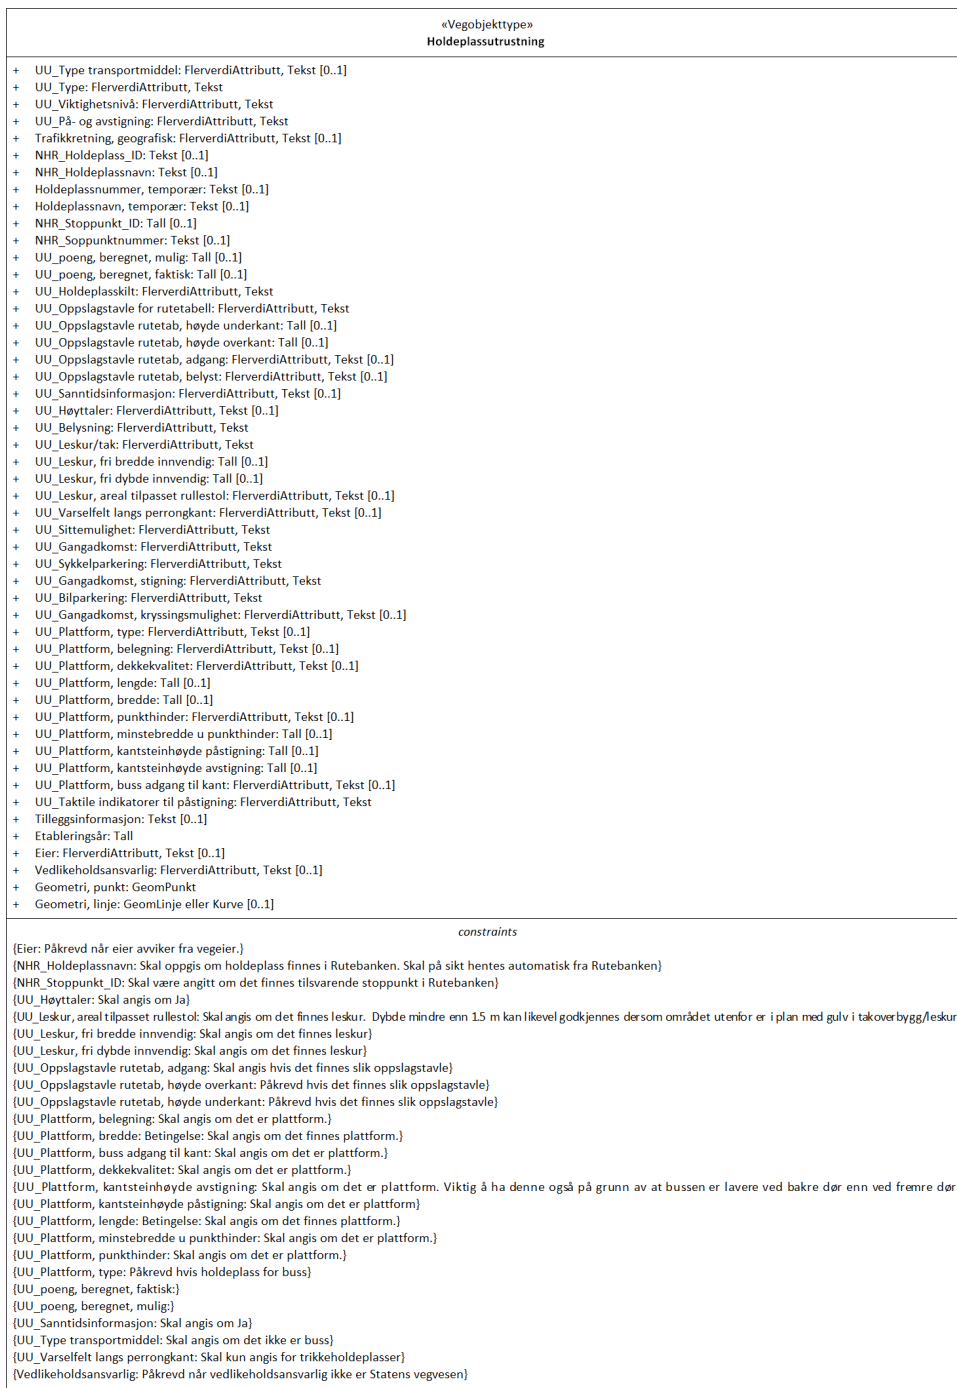 «Vegobjekttype»
Holdeplassutrustning
+ UU_Type transportmiddel: FlerverdiAttributt, Tekst [0..1]
+ UU_Type: FlerverdiAttributt, Tekst
+ UU_Viktighetsnivå: FlerverdiAttributt, Tekst
+ UU_På- og avstigning: FlerverdiAttributt, Tekst
+ Trafikkretning, geografisk: FlerverdiAttributt, Tekst [0..1]
+ NHR_Holdeplass_ID: Tekst [0..1]
+ NHR_Holdeplassnavn: Tekst [0..1]
+ Holdeplassnummer, temporær: Tekst [0..1]
+ Holdeplassnavn, temporær: Tekst [0..1]
+ NHR_Stoppunkt_ID: Tall [0..1]
+ NHR_Soppunktnummer: Tekst [0..1]
+ UU_poeng, beregnet, mulig: Tall [0..1]
+ UU_poeng, beregnet, faktisk: Tall [0..1]
+ UU_Holdeplasskilt: FlerverdiAttributt, Tekst
+ UU_Oppslagstavle for rutetabell: FlerverdiAttributt, Tekst
+ UU_Oppslagstavle rutetab, høyde underkant: Tall [0..1]
+ UU_Oppslagstavle rutetab, høyde overkant: Tall [0..1]
+ UU_Oppslagstavle rutetab, adgang: FlerverdiAttributt, Tekst [0..1]
+ UU_Oppslagstavle rutetab, belyst: FlerverdiAttributt, Tekst [0..1]
+ UU_Sanntidsinformasjon: FlerverdiAttributt, Tekst [0..1]
+ UU_Høyttaler: FlerverdiAttributt, Tekst [0..1]
+ UU_Belysning: FlerverdiAttributt, Tekst
+ UU_Leskur/tak: FlerverdiAttributt, Tekst
+ UU_Leskur, fri bredde innvendig: Tall [0..1]
+ UU_Leskur, fri dybde innvendig: Tall [0..1]
+ UU_Leskur, areal tilpasset rullestol: FlerverdiAttributt, Tekst [0..1]
+ UU_Varselfelt langs perrongkant: FlerverdiAttributt, Tekst [0..1]
+ UU_Sittemulighet: FlerverdiAttributt, Tekst
+ UU_Gangadkomst: FlerverdiAttributt, Tekst
+ UU_Sykkelparkering: FlerverdiAttributt, Tekst
+ UU_Gangadkomst, stigning: FlerverdiAttributt, Tekst
+ UU_Bilparkering: FlerverdiAttributt, Tekst
+ UU_Gangadkomst, kryssingsmulighet: FlerverdiAttributt, Tekst [0..1]
+ UU_Plattform, type: FlerverdiAttributt, Tekst [0..1]
+ UU_Plattform, belegning: FlerverdiAttributt, Tekst [0..1]
+ UU_Plattform, dekkekvalitet: FlerverdiAttributt, Tekst [0..1]
+ UU_Plattform, lengde: Tall [0..1]
+ UU_Plattform, bredde: Tall [0..1]
+ UU_Plattform, punkthinder: FlerverdiAttributt, Tekst [0..1]
+ UU_Plattform, minstebredde u punkthinder: Tall [0..1]
+ UU_Plattform, kantsteinhøyde påstigning: Tall [0..1]
+ UU_Plattform, kantsteinhøyde avstigning: Tall [0..1]
+ UU_Plattform, buss adgang til kant: FlerverdiAttributt, Tekst [0..1]
+ UU_Taktile indikatorer til påstigning: FlerverdiAttributt, Tekst
+ Tilleggsinformasjon: Tekst [0..1]
+ Etableringsår: Tall
+ Eier: FlerverdiAttributt, Tekst [0..1]
+ Vedlikeholdsansvarlig: FlerverdiAttributt, Tekst [0..1]
+ Geometri, punkt: GeomPunkt
+ Geometri, linje: GeomLinje eller Kurve [0..1]
constraints
{Eier: Påkrevd når eier avviker fra vegeier.}
{NHR_Holdeplassnavn: Skal oppgis om holdeplass finnes i Rutebanken. Skal på sikt hentes automatisk fra Rutebanken}
{NHR_Stoppunkt_ID: Skal være angitt om det finnes tilsvarende stoppunkt i Rutebanken}
{UU_Høyttaler: Skal angis om Ja}
{UU_Leskur, areal tilpasset rullestol: Skal angis om det finnes leskur. Dybde mindre enn 1.5 m kan likevel godkjennes dersom området utenfor er i plan med gulv i takoverbygg/leskur
{UU_Leskur, fri bredde innvendig: Skal angis om det finnes leskur}
{UU_Leskur, fri dybde innvendig: Skal angis om det finnes leskur}
{UU_Oppslagstavle rutetab, adgang: Skal angis hvis det finnes slik oppslagstavle}
{UU_Oppslagstavle rutetab, høyde overkant: Påkrevd hvis det finnes slik oppslagstavle}
{UU_Oppslagstavle rutetab, høyde underkant: Påkrevd hvis det finnes slik oppslagstavle}
{UU_Plattform, belegning: Skal angis om det er plattform.}
{UU_Plattform, bredde: Betingelse: Skal angis om det finnes plattform.}
{UU_Plattform, buss adgang til kant: Skal angis om det er plattform.}
{UU_Plattform, dekkekvalitet: Skal angis om det er plattform.}
{UU_Plattform, kantsteinhøyde avstigning: Skal angis om det er plattform. Viktig å ha denne også på grunn av at bussen er lavere ved bakre dør enn ved fremre dør
{UU_Plattform, kantsteinhøyde påstigning: Skal angis om det er plattform}
{UU_Plattform, lengde: Betingelse: Skal angis om det finnes plattform.}
{UU_Plattform, minstebredde u punkthinder: Skal angis om det er plattform.}
{UU_Plattform, punkthinder: Skal angis om det er plattform.}
{UU_Plattform, type: Påkrevd hvis holdeplass for buss}
{UU_poeng, beregnet, faktisk:}
{UU_poeng, beregnet, mulig:}
{UU_Sanntidsinformasjon: Skal angis om Ja}
{UU_Type transportmiddel: Skal angis om det ikke er buss}
{UU_Varselfelt langs perrongkant: Skal kun angis for trikkeholdeplasser}
{Vedlikeholdsansvarlig: Påkrevd når vedlikeholdsansvarlig ikke er Statens vegvesen}